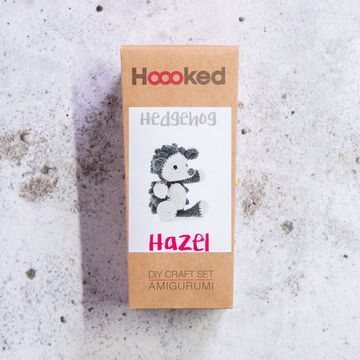 Hoooked
Hedgehog
Hazel
DIY CRAFT SET
AMIGURUMI